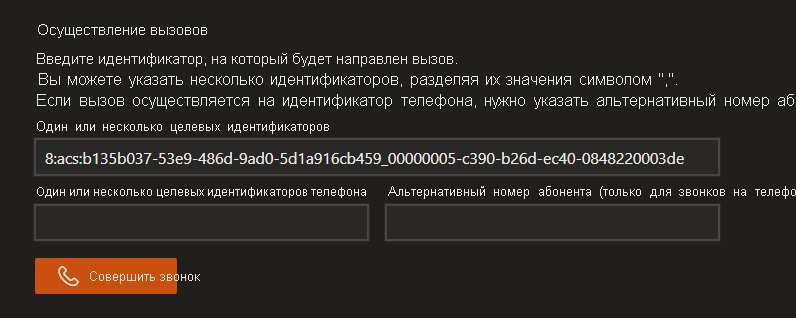 Осуществление вызовов
Введите идентификатор, на который будет направлен вызов.
Вы можете указать несколько идентификаторов, разделяя их значения символом ",".
Если вызов осуществляется на идентификатор телефона, нужно указать альтернативный номер аб
Один или несколько целевых идентификаторов
8:acs:b135b037-53e9-486d-9ad0-5d1a916cb459_00000005-c390-b26d-ec40-0848220003de
Один или несколько целевых идентификаторов телефона
Альтернативный номер абонента (только для звонков на телефо
Совершить звонок